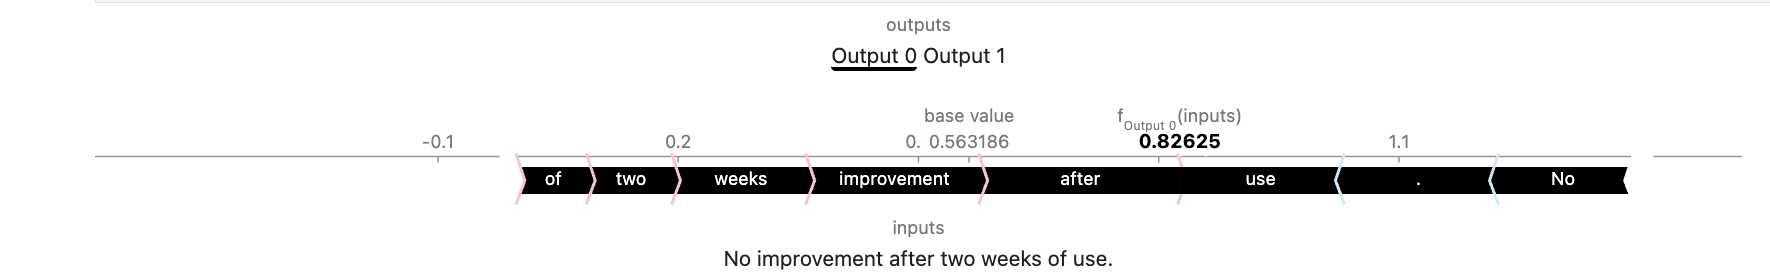 outputs
Output 0 Output 1
base value f Output 0 (inputs)
-0.1 0.2 0. 0.563186 0.82625 1.1
of two weeks improvement after use . No
inputs
No improvement after two weeks of use.